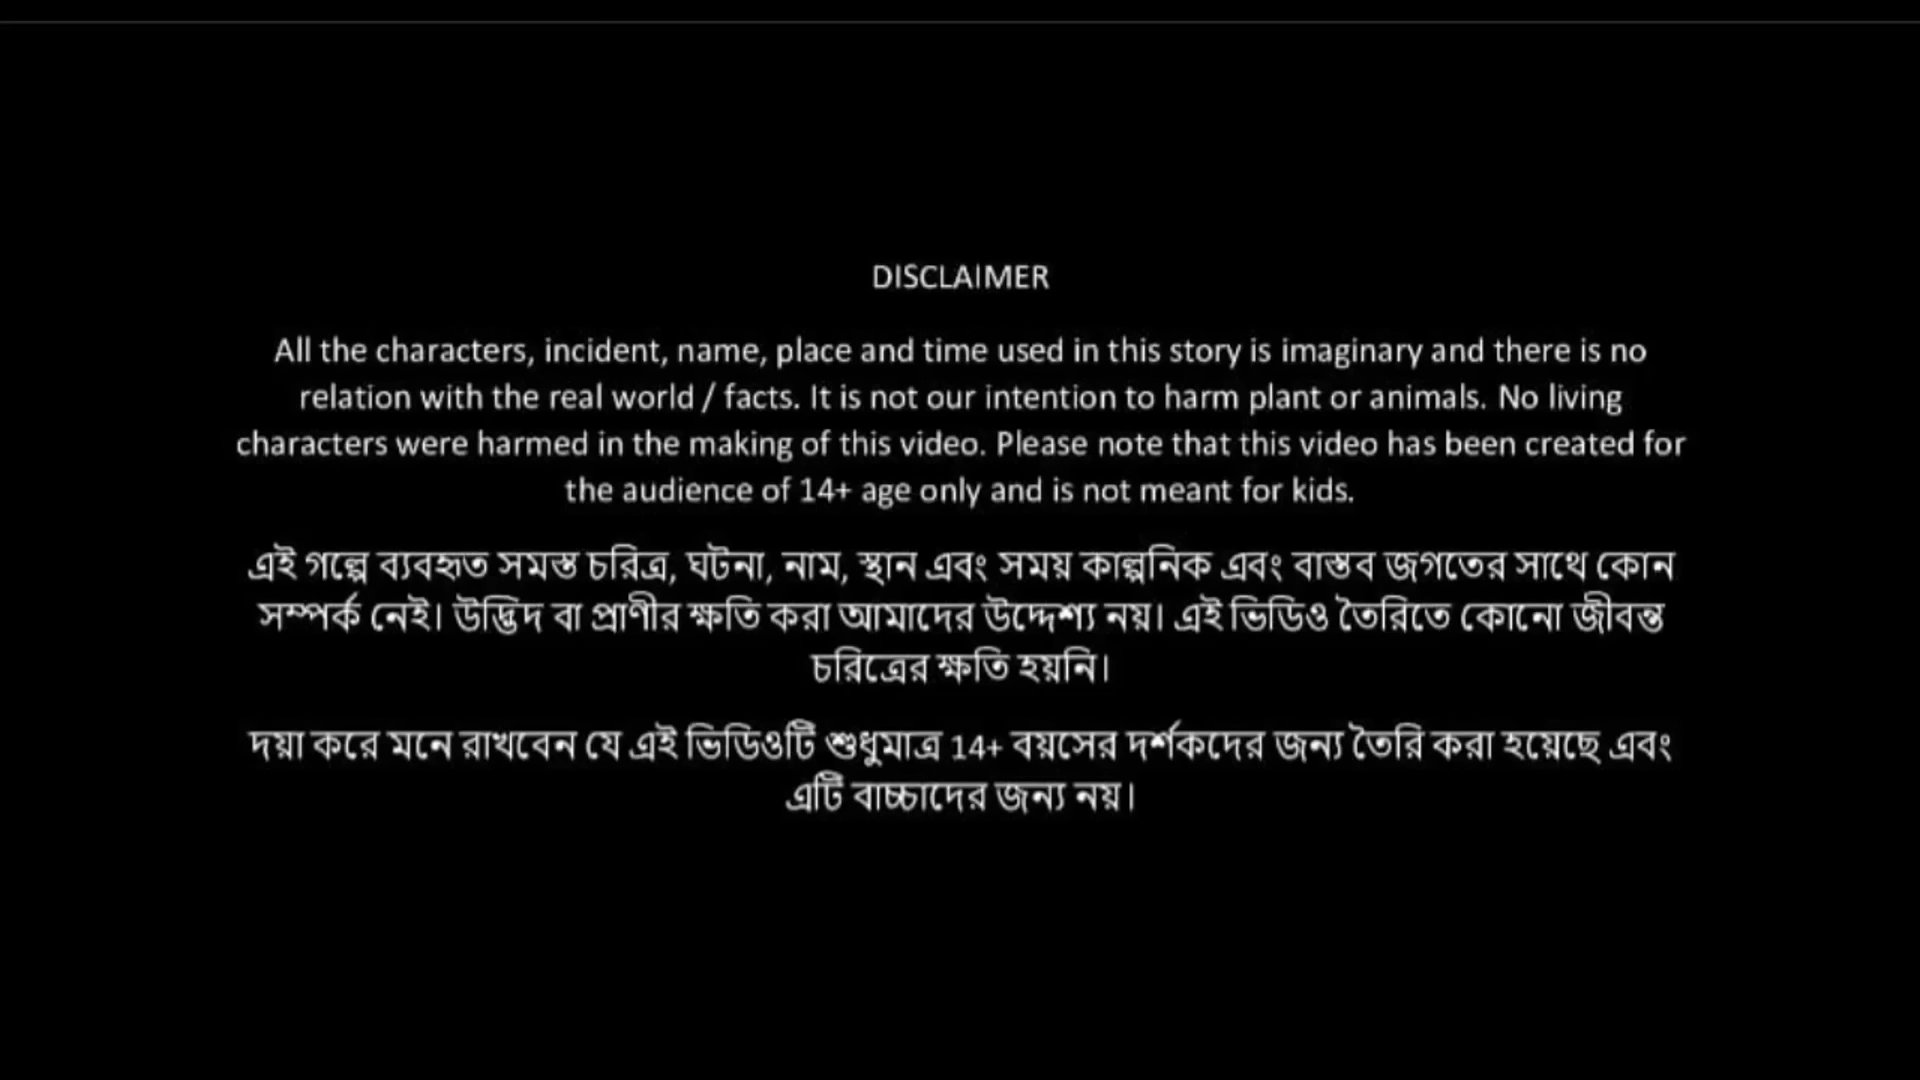 DISCLAIMER
All the characters, incident, name, place and time used in this story is imaginary and there is no
relation with the real world / facts. It is not our intention to harm plant or animals. No living
characters were harmed in the making of this video. Please note that this video has been created for
the audience of 14+ age only and is not meant for kids.
এই গল্পে ব্যবহৃত সমস্ত চরিত্র, ঘটনা, নাম, স্থান এবং সময় কাল্পনিক এবং বাস্তব জগতের সাথে কোন
সম্পর্ক নেই। উদ্ভিদ বা প্রাণীর ক্ষতি করা আমাদের উদ্দেশ্য নয়। এই ভিডিও তৈরিতে কোনো জীবন্ত
চরিত্রের ক্ষতি হয়নি।
দয়া করে মনে রাখবেন যে এই ভিডিওটি শুধুমাত্র 14+ বয়সের দর্শকদের জন্য তৈরি করা হয়েছে এবং
এটি বাচ্চাদের জন্য নয়।